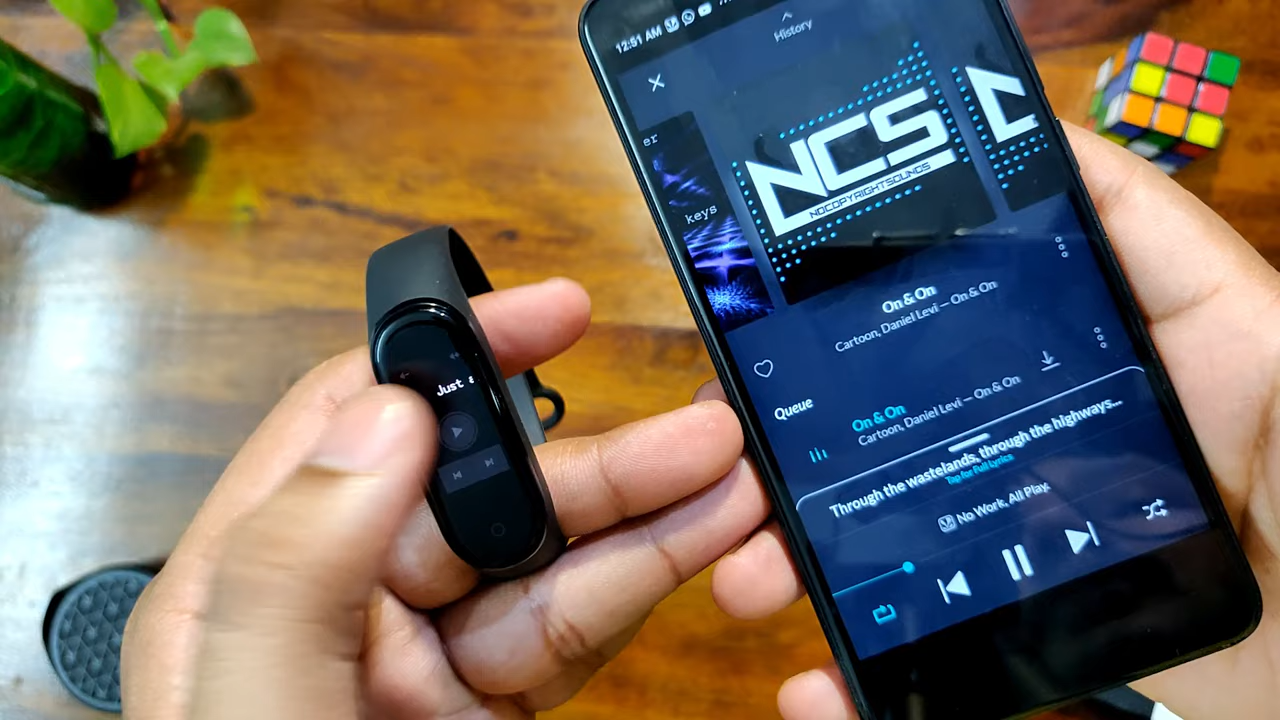 12:51 AM
History
er
keys
NCS
NOCOPYRIGHTSOUNDS
On & On
Cartoon, Daniel Levi — On & On
Queue
On & On
Cartoon, Daniel Levi — On & On
Through the wastelands, through the highways...
Tap for Full Lyrics
No Work, All Play.
Just